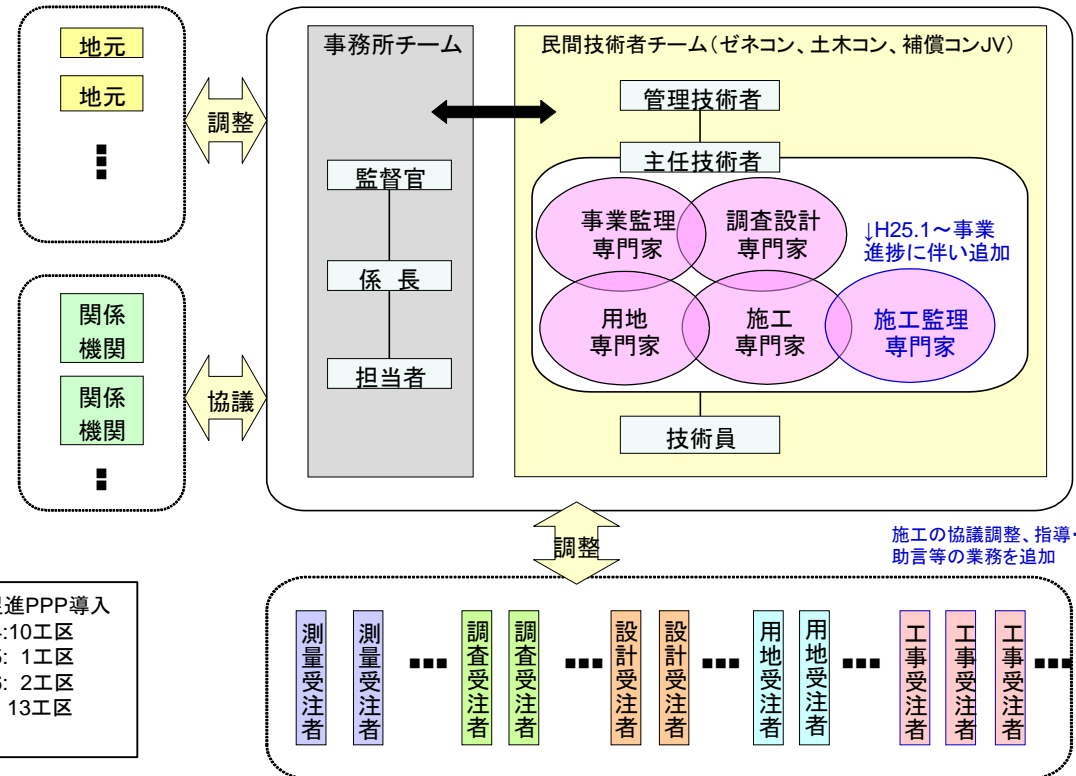 地元
地元
調整
関係
機関
関係
機関
協議
事務所チーム
監督官
係 長
担当者
民間技術者チーム(ゼネコン、土木コン、補償コンJV)
管理技術者
主任技術者
事業監理
専門家
調査設計
専門家
↓H25.1～事業
進捗に伴い追加
用地
専門家
施工
専門家
施工監理
専門家
技術員
調整
施工の協議調整、指導・
助言等の業務を追加
進PPP導入
:10工区
: 1工区
: 2工区
13工区
測量受注者
測量受注者
調査受注者
調査受注者
設計受注者
設計受注者
用地受注者
用地受注者
工事受注者
工事受注者
工事受注者